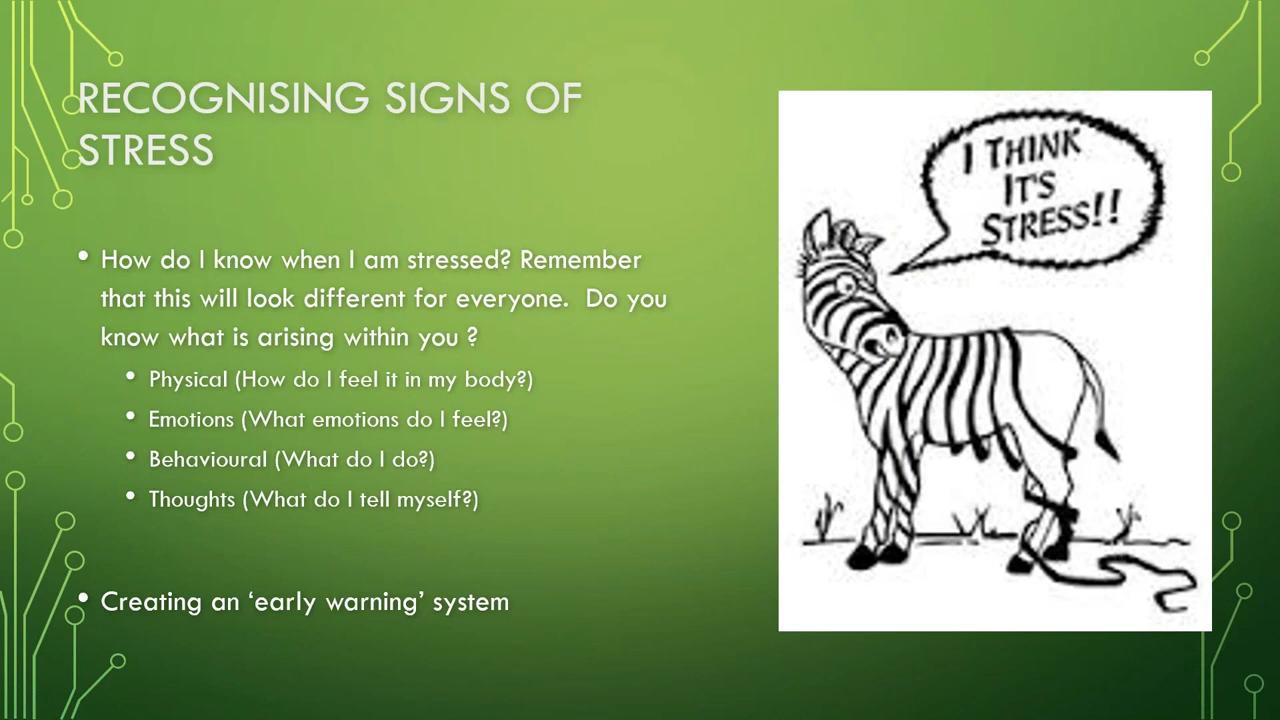 RECOGNISING SIGNS OF
STRESS
• How do I know when I am stressed? Remember
that this will look different for everyone.  Do you
know what is arising within you ?
• Physical (How do I feel it in my body?)
• Emotions (What emotions do I feel?)
• Behavioural (What do I do?)
• Thoughts (What do I tell myself?)
• Creating an ‘early warning’ system
I THINK
IT'S
STRESS!!